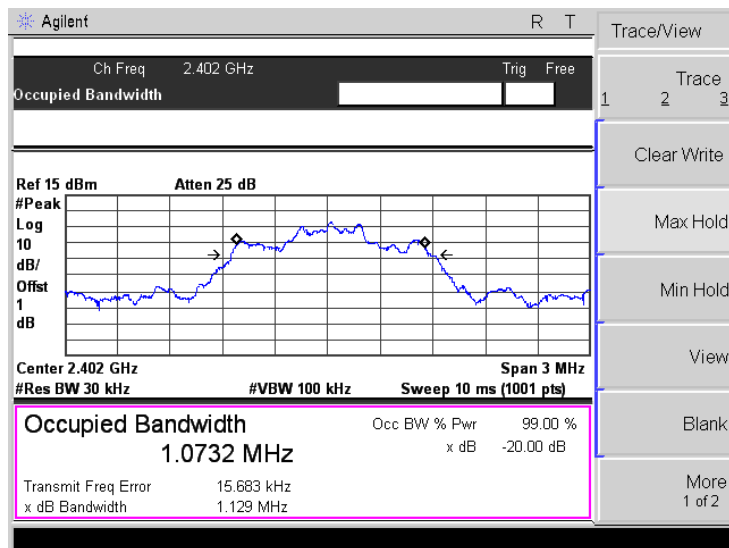 Agilent R T
Trace/View
Ch Freq 2.402 GHz Trig Free
Occupied Bandwidth
Trace
1 2 3
Clear Write
Max Hold
Min Hold
View
Blank
More
1 of 2
Ref 15 dBm Atten 25 dB
#Peak
Log
10
dB/
Offst
1
dB
Center 2.402 GHz Span 3 MHz
#Res BW 30 kHz #VBW 100 kHz Sweep 10 ms (1001 pts)
Occupied Bandwidth Occ BW % Pwr 99.00 %
1.0732 MHz x dB -20.00 dB
Transmit Freq Error 15.683 kHz
x dB Bandwidth 1.129 MHz